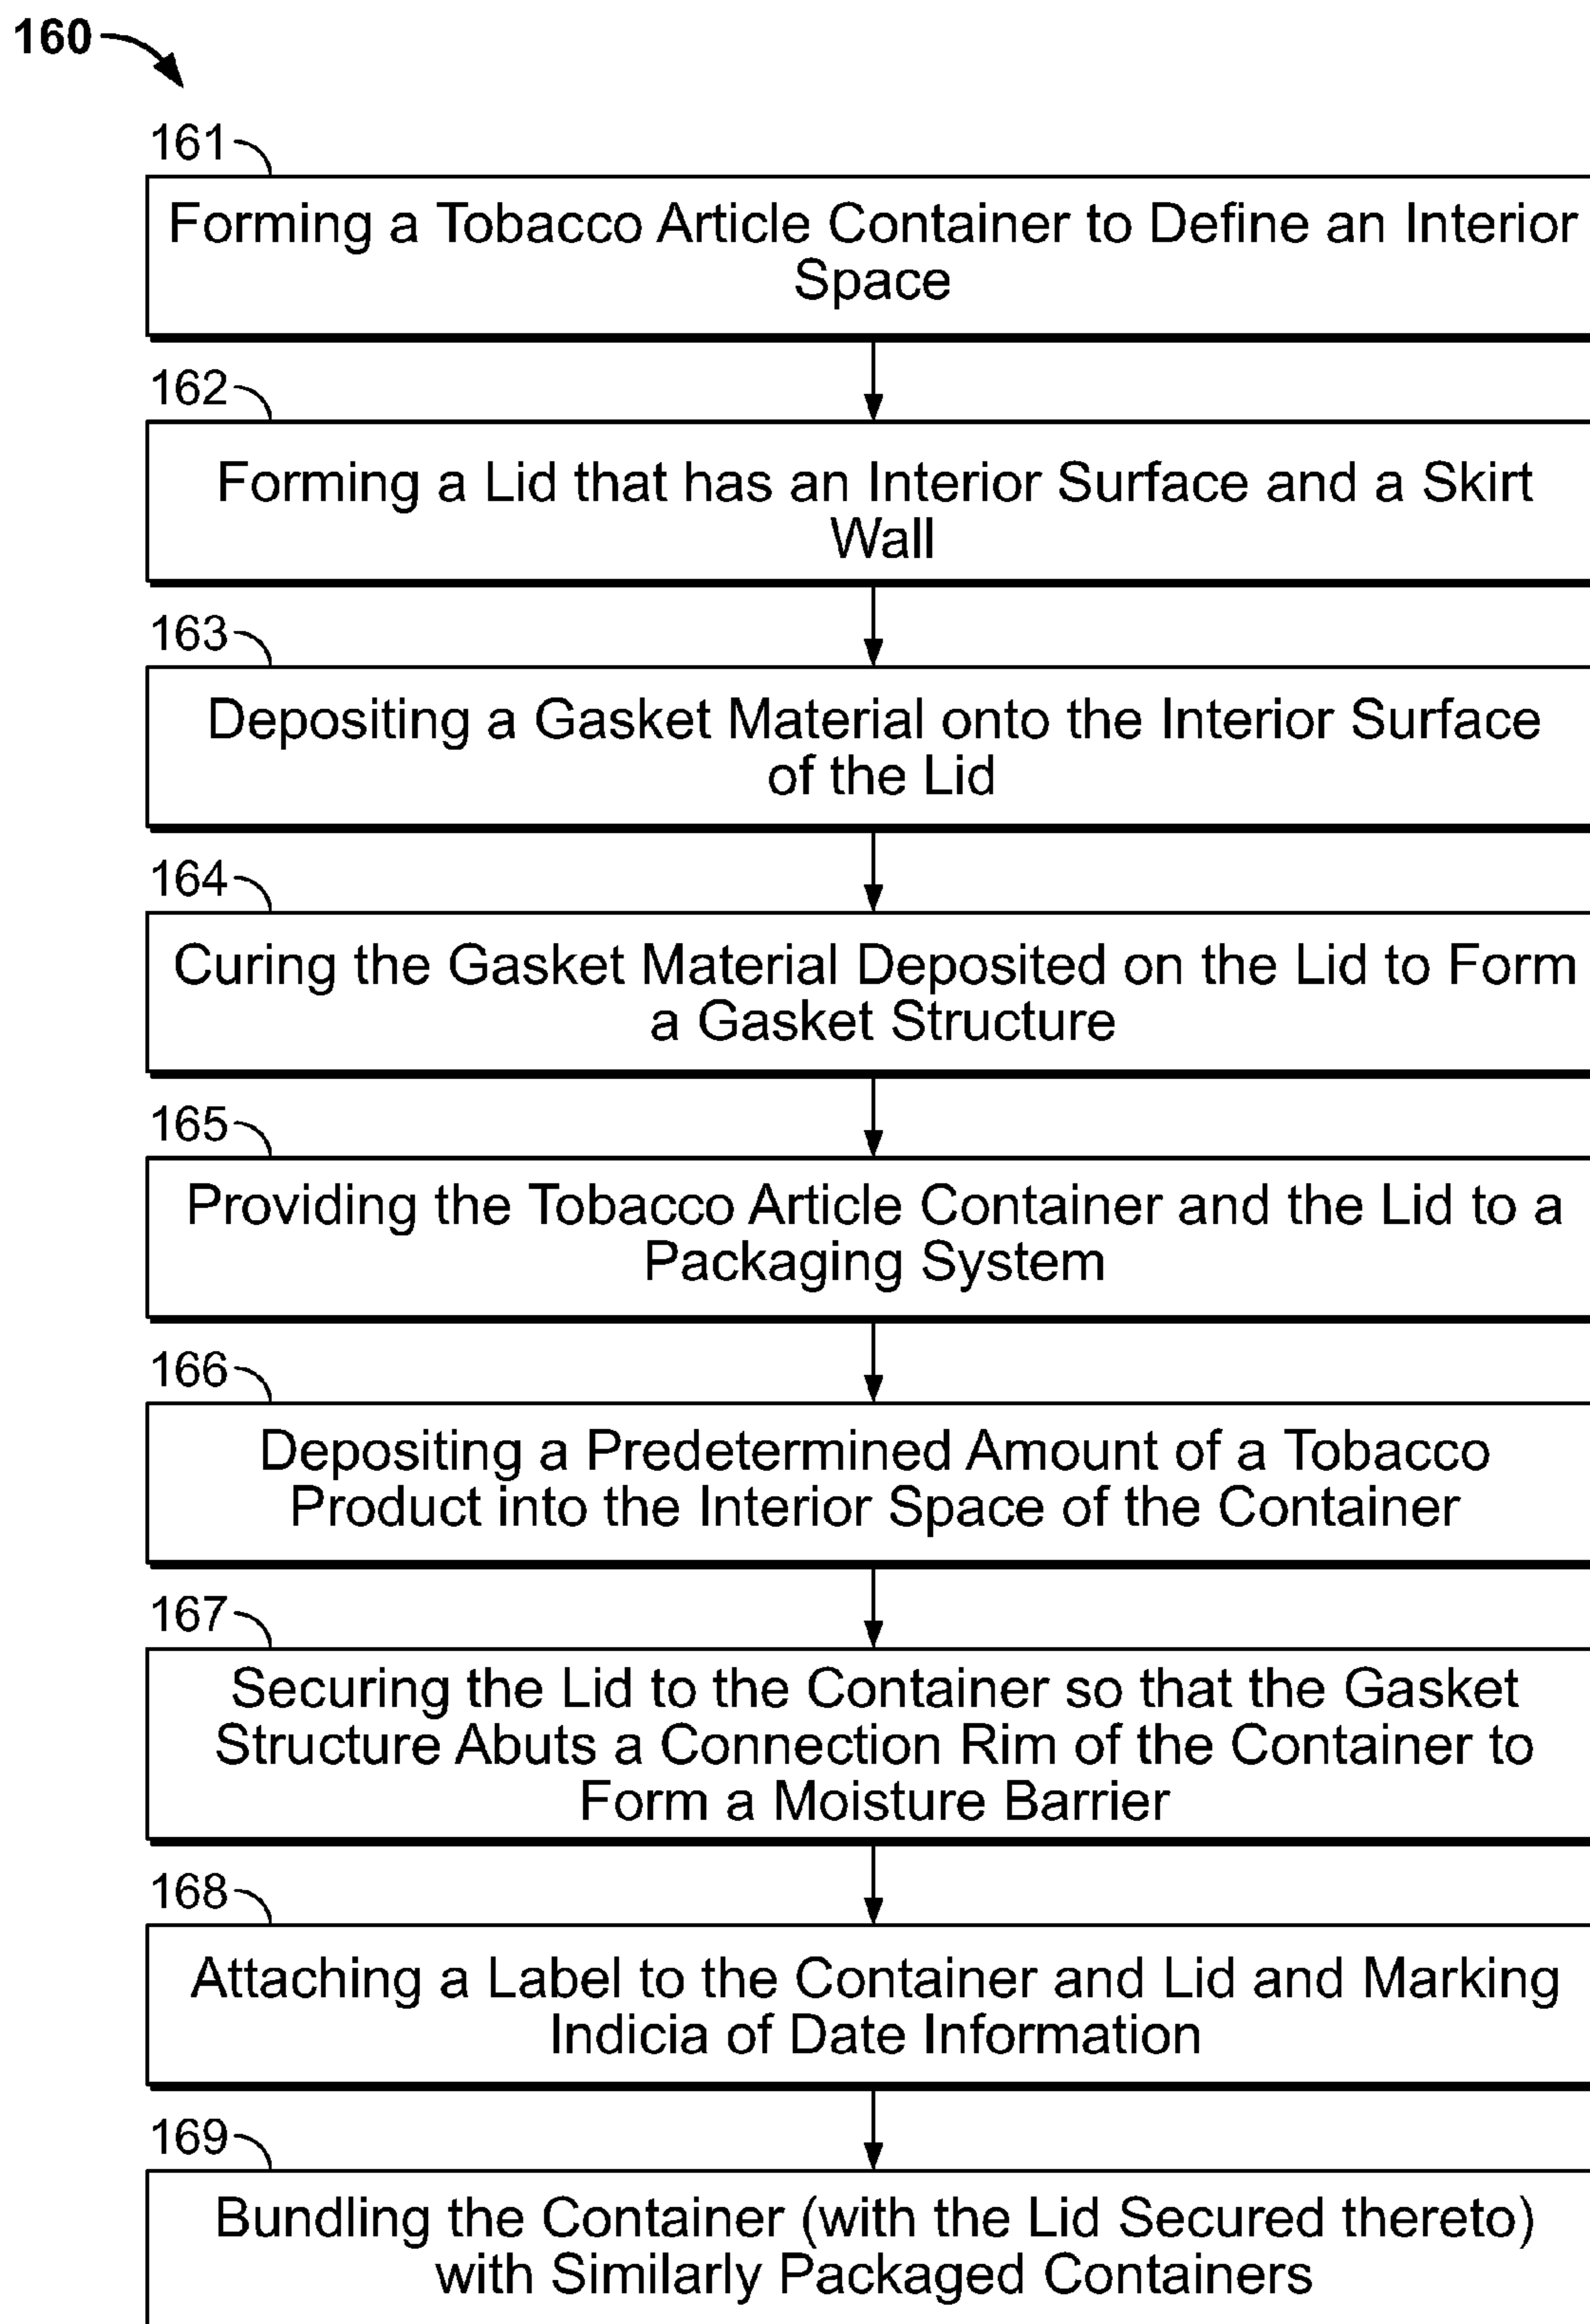 160
161
Forming a Tobacco Article Container to Define an Interior
Space
162
Forming a Lid that has an Interior Surface and a Skirt
Wall
163
Depositing a Gasket Material onto the Interior Surface
of the Lid
164
Curing the Gasket Material Deposited on the Lid to Form
a Gasket Structure
165
Providing the Tobacco Article Container and the Lid to a
Packaging System
166
Depositing a Predetermined Amount of a Tobacco
Product into the Interior Space of the Container
167
Securing the Lid to the Container so that the Gasket
Structure Abuts a Connection Rim of the Container to
Form a Moisture Barrier
168
Attaching a Label to the Container and Lid and Marking
Indicia of Date Information
169
Bundling the Container (with the Lid Secured thereto)
with Similarly Packaged Containers